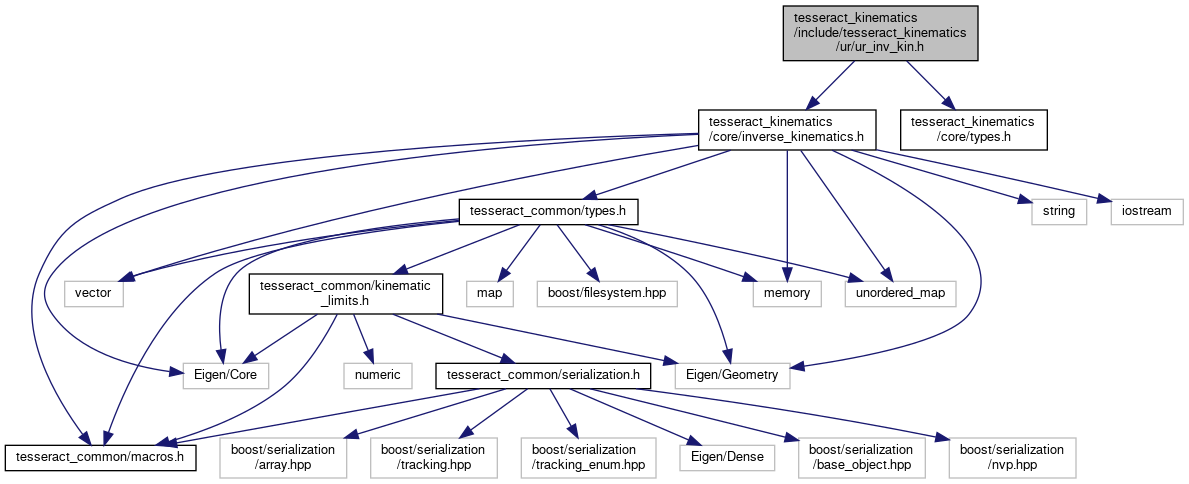 tesseract_kinematics
/include/tesseract_kinematics
/ur/ur_inv_kin.h
tesseract_kinematics
/core/inverse_kinematics.h
tesseract_kinematics
/core/types.h
tesseract_common/types.h
string
iostream
vector
tesseract_common/kinematic
_limits.h
map
boost/filesystem.hpp
memory
unordered_map
Eigen/Core
numeric
tesseract_common/serialization.h
Eigen/Geometry
tesseract_common/macros.h
boost/serialization
/array.hpp
boost/serialization
/tracking.hpp
boost/serialization
/tracking_enum.hpp
Eigen/Dense
boost/serialization
/base_object.hpp
boost/serialization
/nvp.hpp